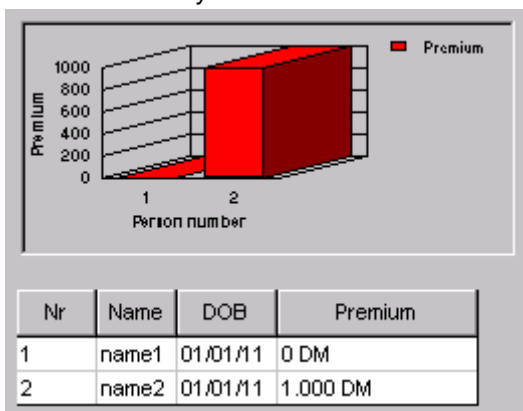 Premium
1000
800
600
400
200
0
Premium
1 2
Person number
Nr Name DOB Premium
1 name1 01/01/11 0 DM
2 name2 01/01/11 1.000 DM